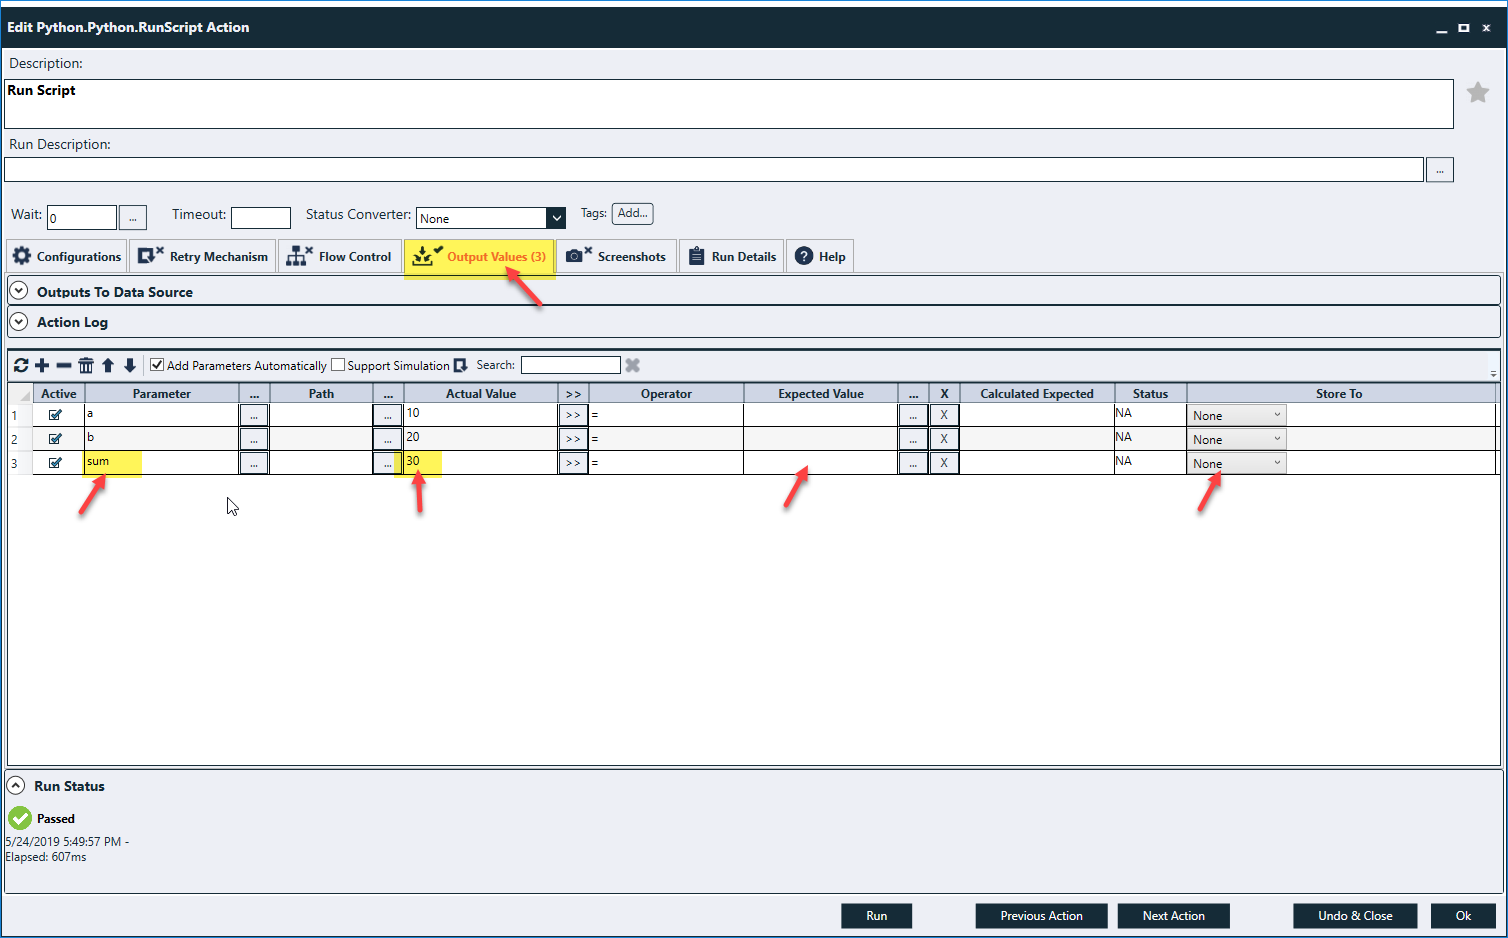 Edit Python.Python.RunScript Action
Description:
Run Script
Run Description:
...
Wait: 0 ... Timeout: Status Converter: None Tags: Add...
Configurations Retry Mechanism Flow Control Output Values (3) Screenshots Run Details ? Help
Outputs To Data Source
Action Log
Add Parameters Automatically Support Simulation Search:
Active Parameter ... Path ... Actual Value >> Operator Expected Value ... X Calculated Expected Status Store To
1 a ... ... 10 >> = ... X NA None
2 b ... ... 20 >> = ... X NA None
3 sum ... ... 30 >> = ... X NA None
Run Status
Passed
5/24/2019 5:49:57 PM -
Elapsed: 607ms
Run Previous Action Next Action Undo & Close Ok